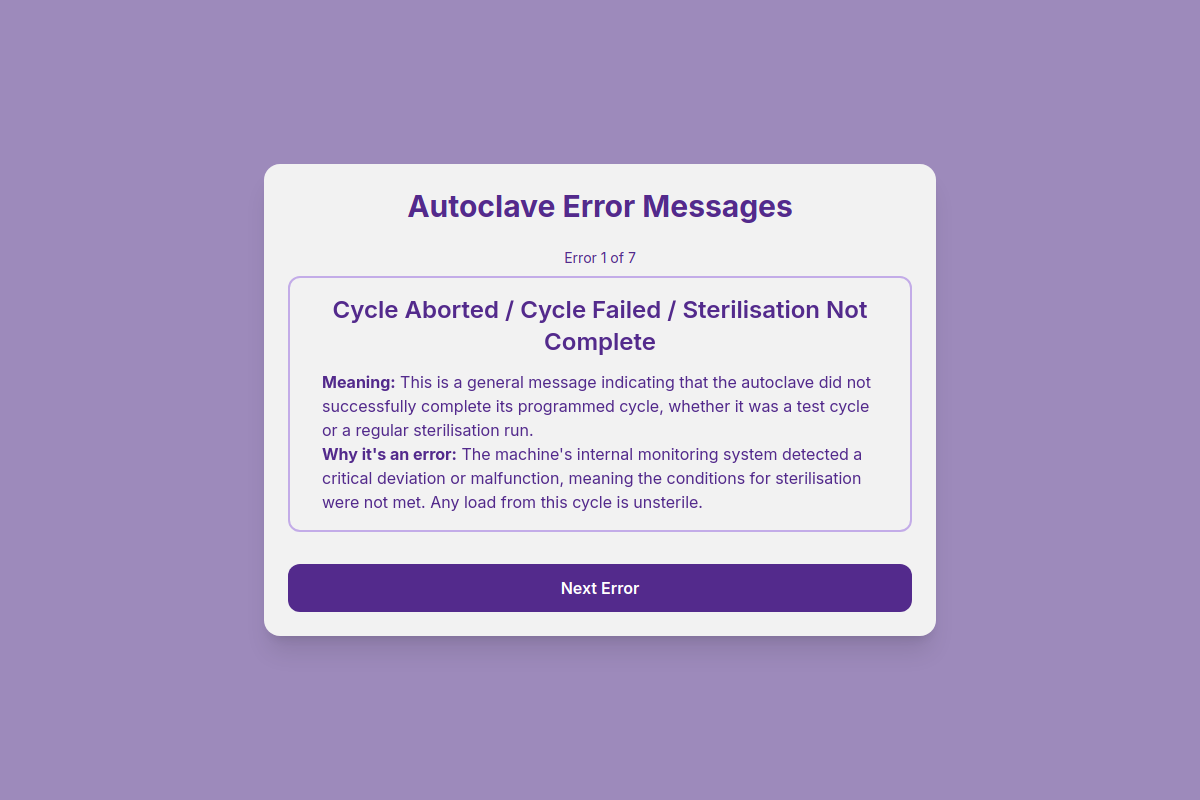 Autoclave Error Messages
Error 1 of 7
Cycle Aborted / Cycle Failed / Sterilisation Not
Complete
Meaning: This is a general message indicating that the autoclave did not
successfully complete its programmed cycle, whether it was a test cycle
or a regular sterilisation run.
Why it's an error: The machine's internal monitoring system detected a
critical deviation or malfunction, meaning the conditions for sterilisation
were not met. Any load from this cycle is unsterile.
Next Error